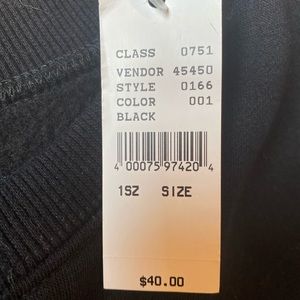 CLASS 0751
VENDOR 45450
STYLE 0166
COLOR 001
BLACK
4 00075 97420 4
1SZ SIZE
$40.00